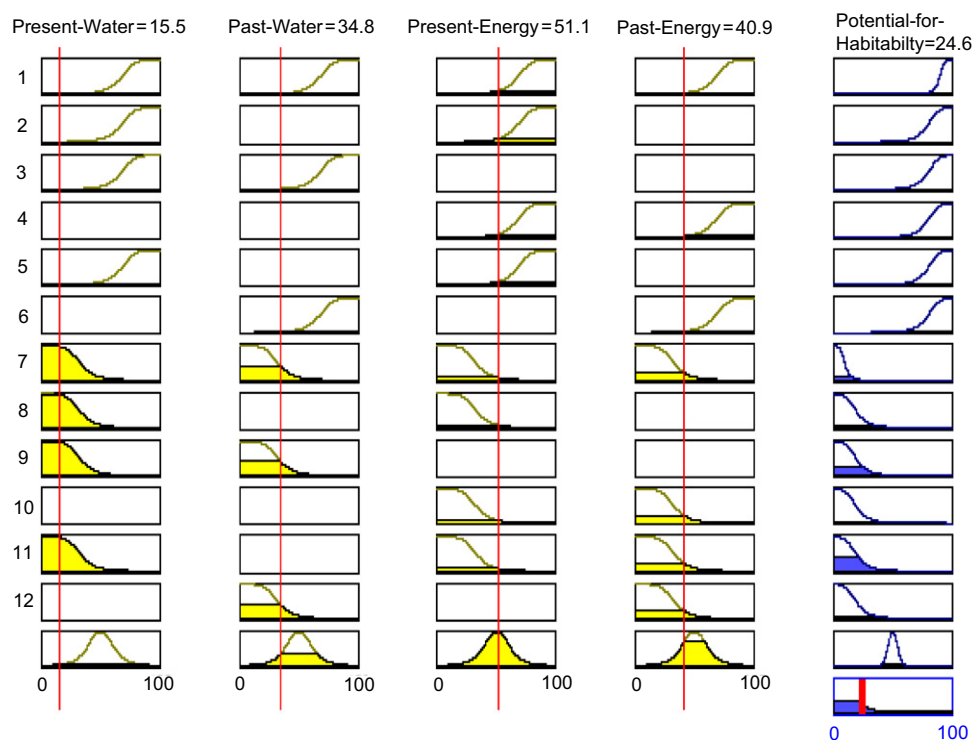 Present-Water=15.5
Past-Water=34.8
Present-Energy=51.1
Past-Energy=40.9
Potential-for-
Habitabilty=24.6
1
2
3
4
5
6
7
8
9
10
11
12
0 100
0 100
0 100
0 100
0 100